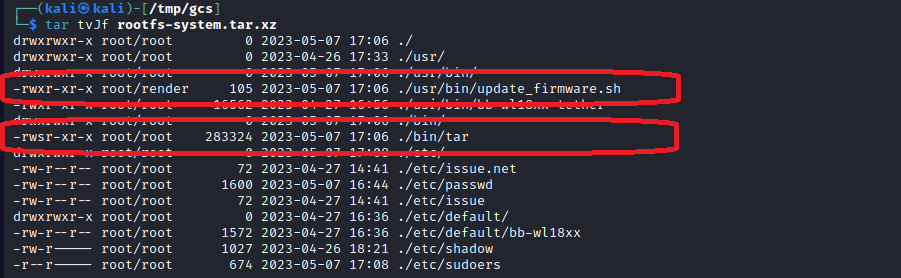 ┌──(kali㉿kali)-[/tmp/gcs]
└─$ tar tvJf rootfs-system.tar.xz
drwxrwxr-x root/root 0 2023-05-07 17:06 ./
drwxrwxr-x root/root 0 2023-04-26 17:33 ./usr/
drwxrwxr-x root/root 0 2023-05-07 17:06 ./usr/bin/
-rwxr-xr-x root/render 105 2023-05-07 17:06 ./usr/bin/update_firmware.sh
-rwxr-xr-x root/root 2023-04-27 16:56 ./usr/bin/bb-wl18xx-tether
drwxrwxr-x root/root 0 2023-05-07 17:06 ./bin/
-rwsr-xr-x root/root 283324 2023-05-07 17:06 ./bin/tar
drwxrwxr-x root/root 0 2023-05-07 17:08 ./etc/
-rw-r--r-- root/root 72 2023-04-27 14:41 ./etc/issue.net
-rw-r--r-- root/root 1600 2023-05-07 16:44 ./etc/passwd
-rw-r--r-- root/root 72 2023-04-27 14:41 ./etc/issue
drwxrwxr-x root/root 0 2023-04-27 16:36 ./etc/default/
-rw-r--r-- root/root 1572 2023-04-27 16:36 ./etc/default/bb-wl18xx
-rw-r----- root/root 1027 2023-04-26 18:21 ./etc/shadow
-r--r----- root/root 674 2023-05-07 17:08 ./etc/sudoers